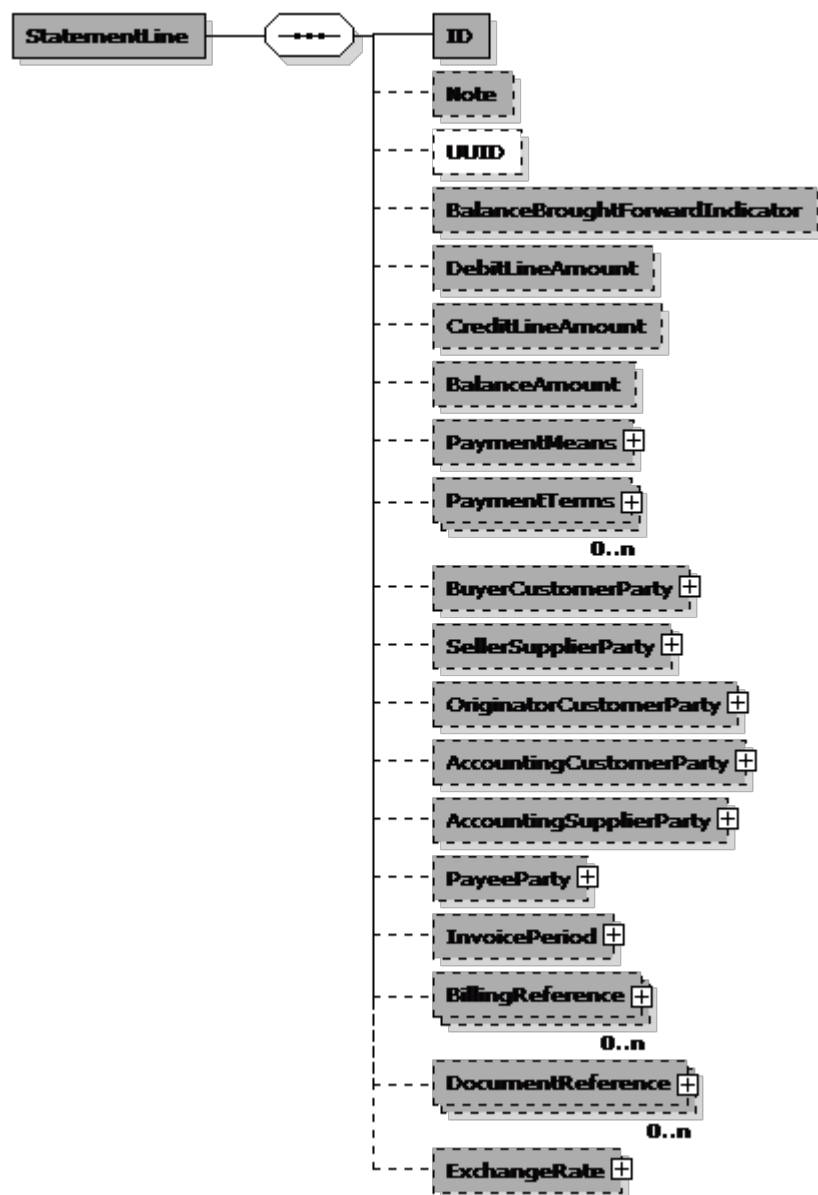 StatementLine
ID
Note
UUID
BalanceBroughtForwardIndicator
DebitLineAmount
CreditLineAmount
BalanceAmount
PaymentMeans
PaymentTerms
0..n
BuyerCustomerParty
SellerSupplierParty
OriginatorCustomerParty
AccountingCustomerParty
AccountingSupplierParty
PayeeParty
InvoicePeriod
BillingReference
0..n
DocumentReference
0..n
ExchangeRate